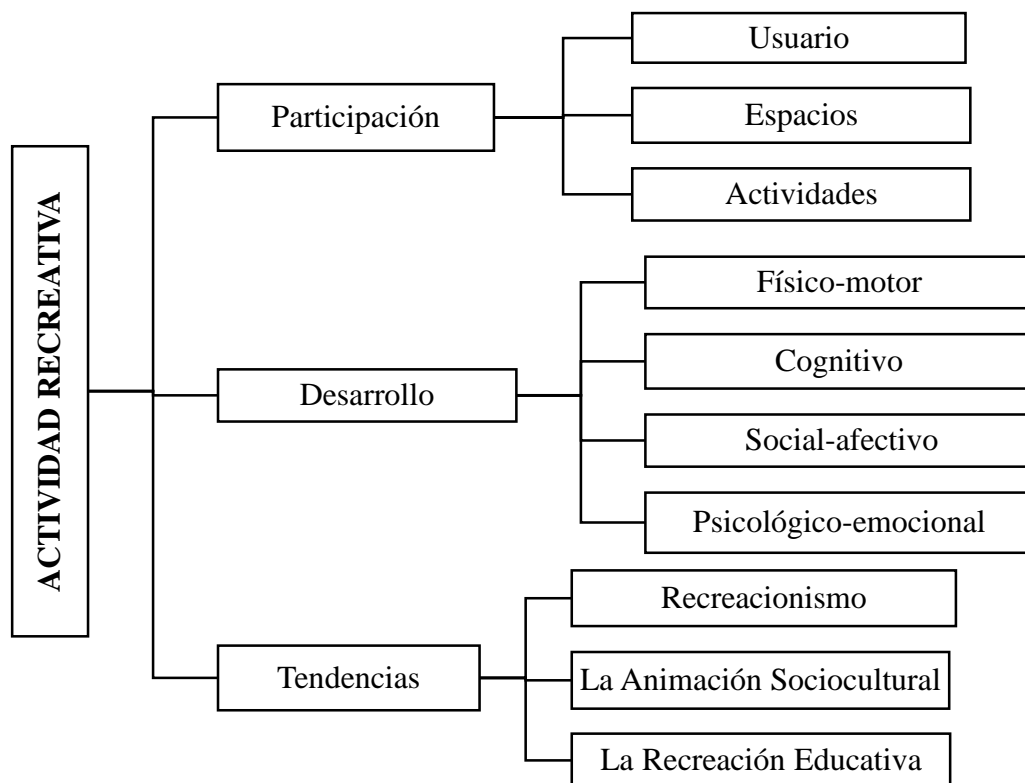 ACTIVIDAD RECREATIVA
Participación
Usuario
Espacios
Actividades
Desarrollo
Físico-motor
Cognitivo
Social-afectivo
Psicológico-emocional
Tendencias
Recreacionismo
La Animación Sociocultural
La Recreación Educativa